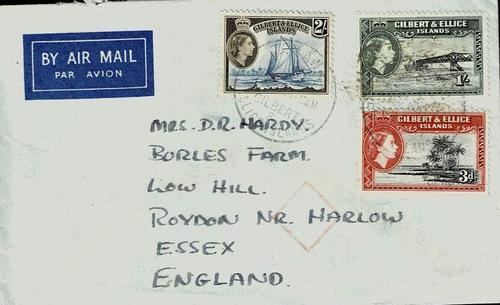 BY AIR MAIL
PAR AVION
GILBERT & ELLICE
ISLANDS
2/-
GILBERT & ELLICE
ISLANDS
1/-
GILBERT & ELLICE
ISLANDS
3d
MRS. D.R. HARDY.
BORLES FARM.
LOW HILL.
ROYDON NR. HARLOW
ESSEX
ENGLAND.